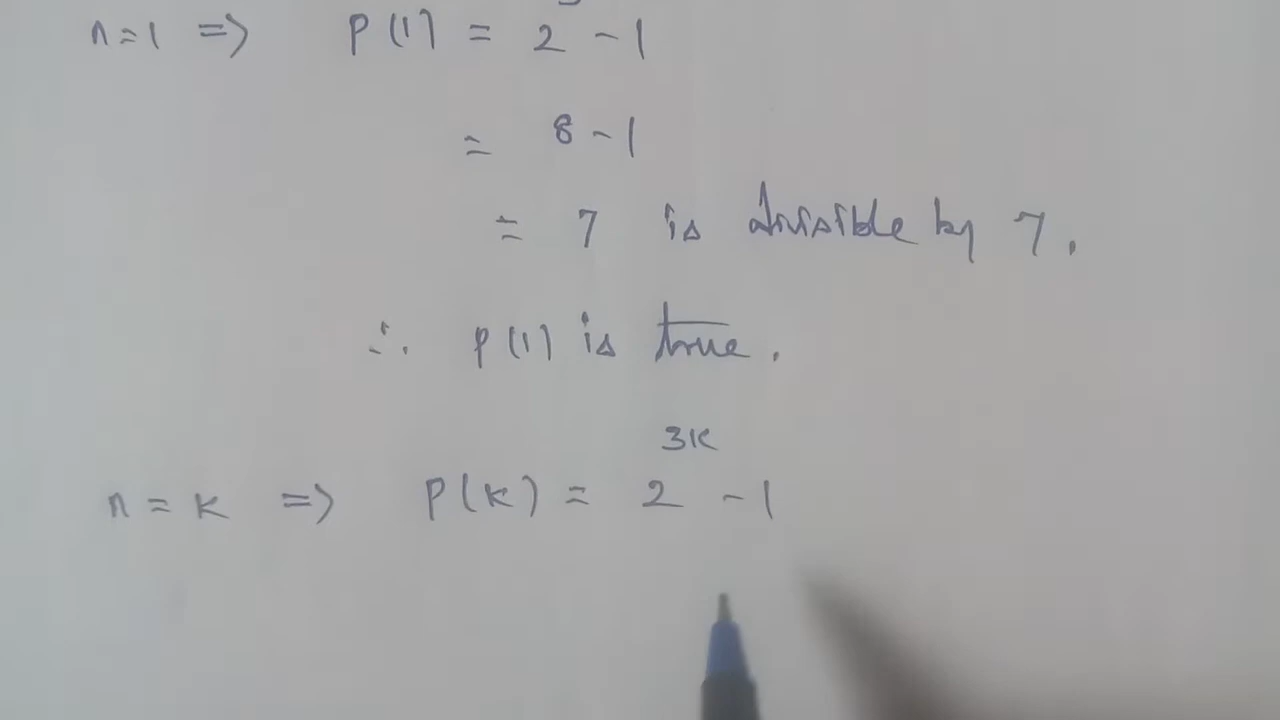 n = 1 => P(1) = 2 - 1
= 8 - 1
= 7 is divisible by 7.
∴ P(1) is true.
n = k => P(k) = 2^{3k} - 1